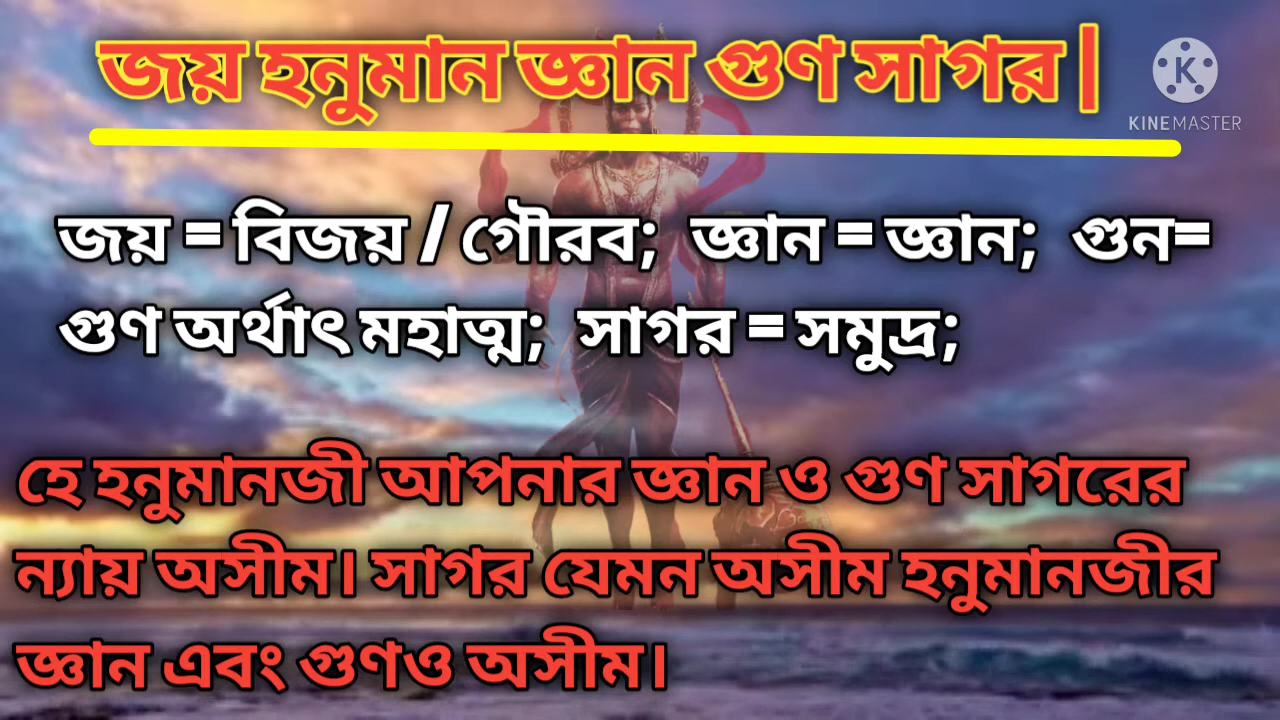 জয় হনুমান জ্ঞান গুণ সাগর |
KINEMASTER
জয় = বিজয় / গৌরব; জ্ঞান = জ্ঞান; গুন=
গুণ অর্থাৎ মহাত্ম; সাগর = সমুদ্র;
হে হনুমানজী আপনার জ্ঞান ও গুণ সাগরের
ন্যায় অসীম। সাগর যেমন অসীম হনুমানজীর
জ্ঞান এবং গুণও অসীম।